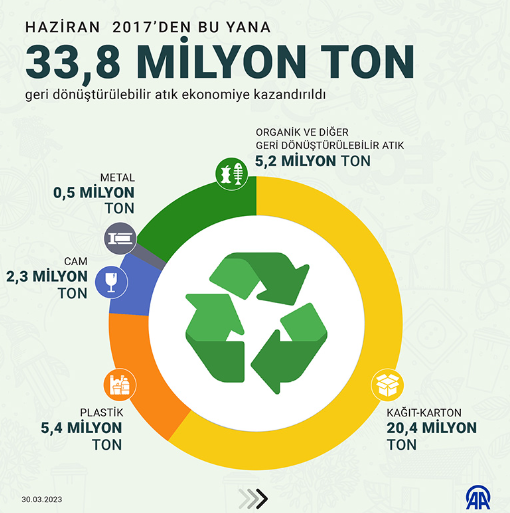 HAZİRAN 2017'DEN BU YANA
33,8 MİLYON TON
geri dönüştürülebilir atık ekonomiye kazandırıldı
ORGANİK VE DİĞER
GERİ DÖNÜŞTÜRÜLEBİLİR ATIK
5,2 MİLYON TON
METAL
0,5 MİLYON
TON
CAM
2,3 MİLYON
TON
PLASTİK
5,4 MİLYON
TON
KAĞIT-KARTON
20,4 MİLYON
TON
30.03.2023
AA